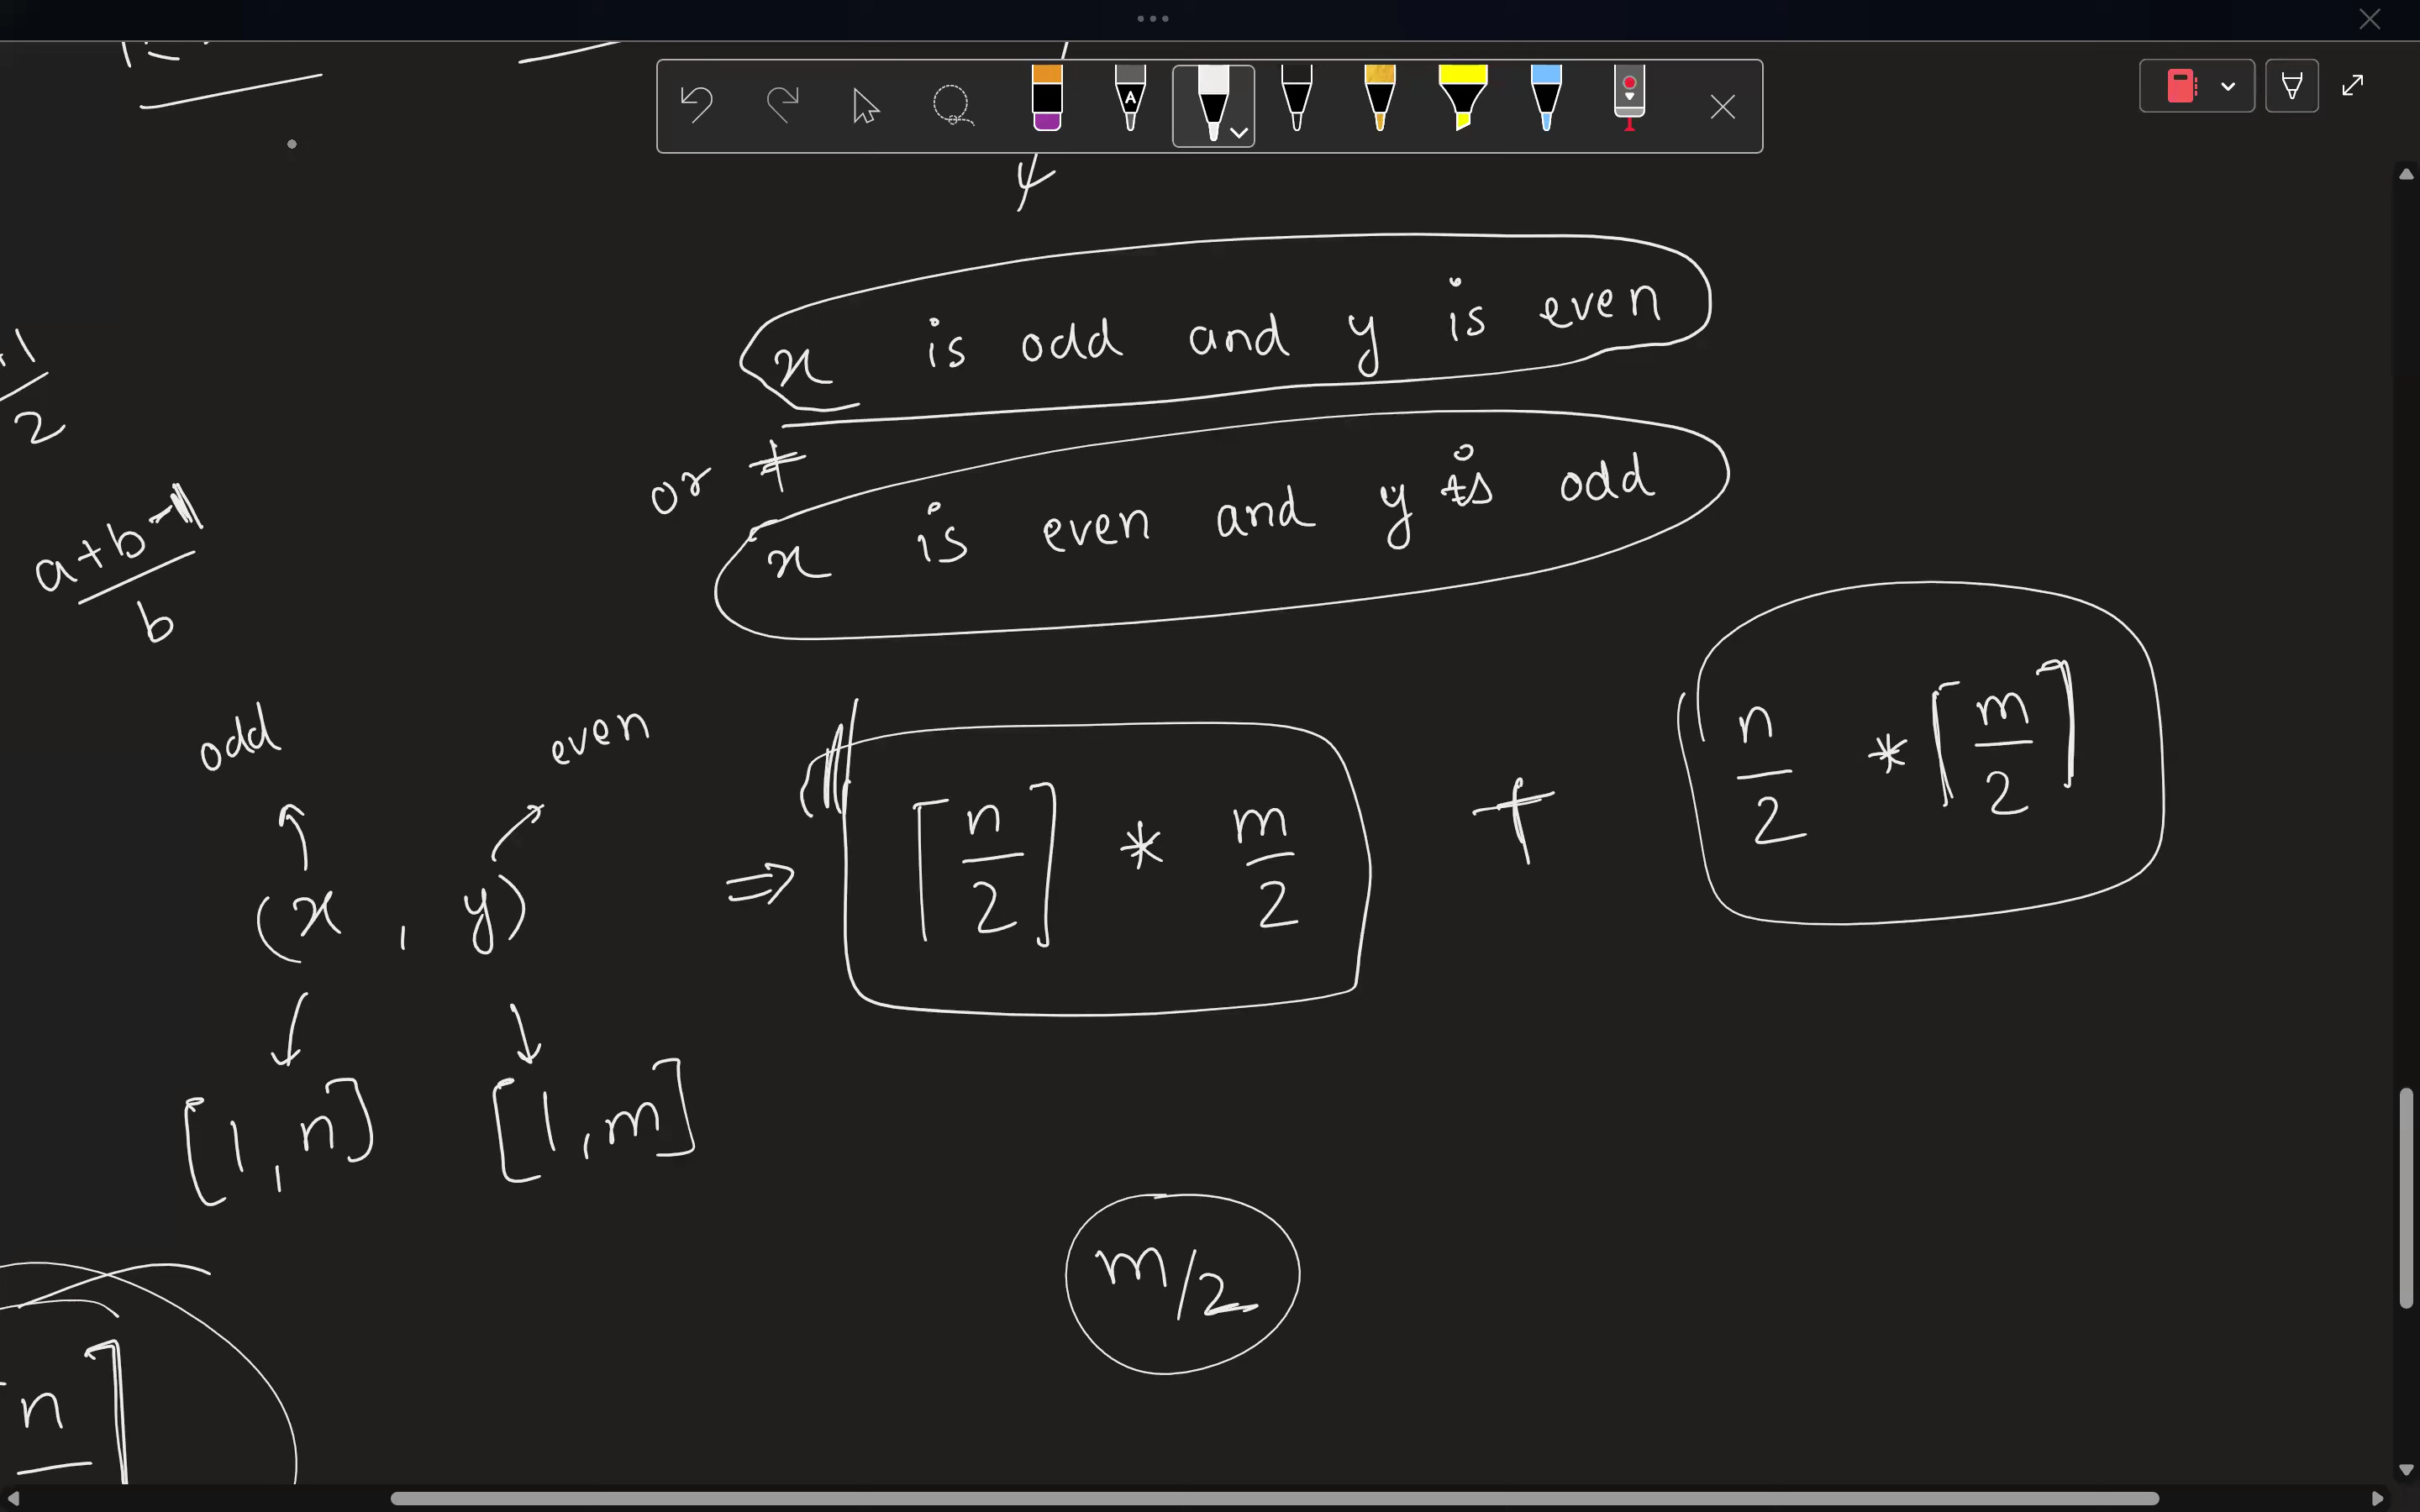 x is odd and y is even
or +
x is even and y is odd
2
a+b-1
b
odd even
(x , y) ⇒ ⌈n/2⌉ * m/2 + n/2 * ⌈m/2⌉
[1,n] [1,m]
m/2
n